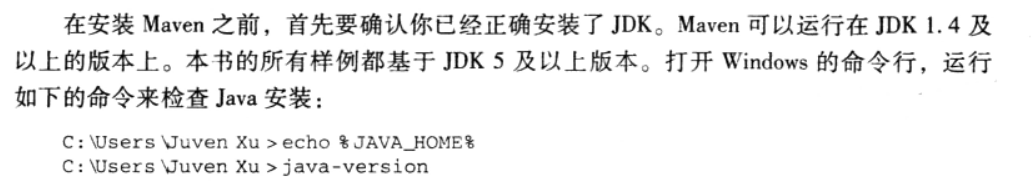 在安装 Maven 之前，首先要确认你已经正确安装了 JDK。Maven 可以运行在 JDK 1.4 及
以上的版本上。本书的所有样例都基于 JDK 5 及以上版本。打开 Windows 的命令行，运行
如下的命令来检查 Java 安装：
C:\Users\Juven Xu>echo %JAVA_HOME%
C:\Users\Juven Xu>java-version